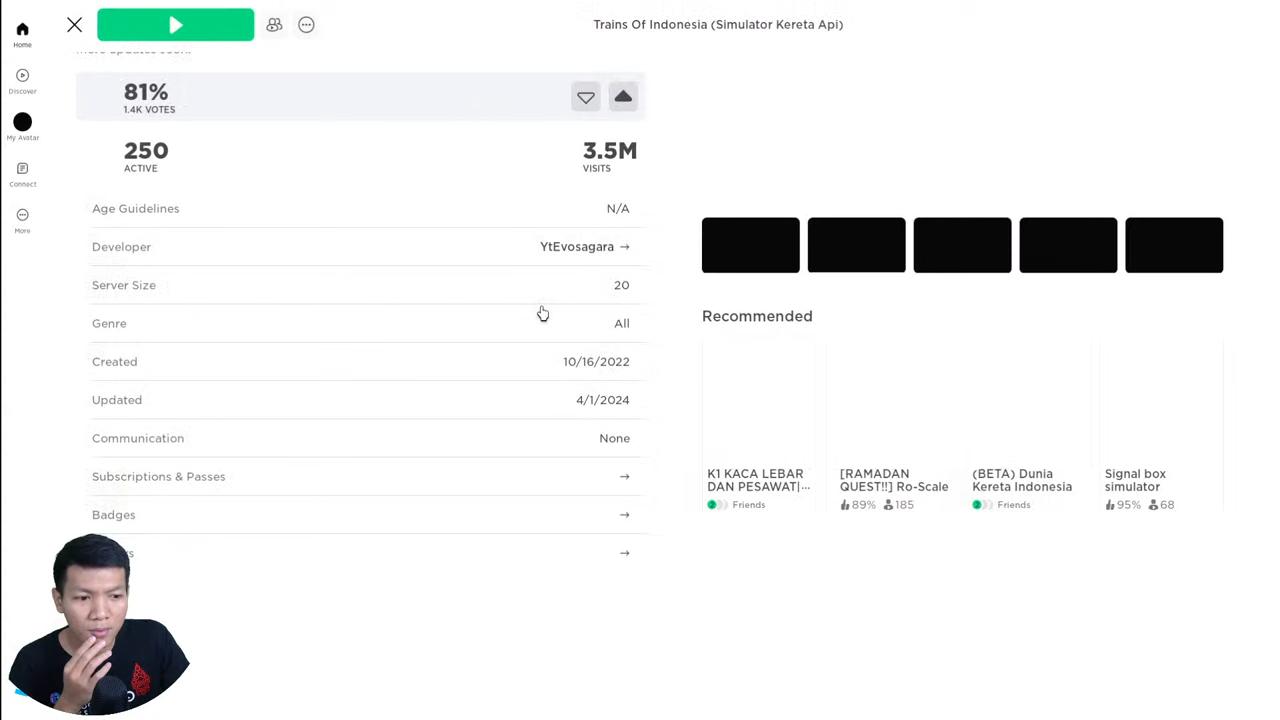 Trains Of Indonesia (Simulator Kereta Api)
Home
Discover
My Avatar
Connect
More
81%
1.4K VOTES
250
ACTIVE
3.5M
VISITS
Age Guidelines N/A
Developer YtEvosagara →
Server Size 20
Genre All
Created 10/16/2022
Updated 4/1/2024
Communication None
Subscriptions & Passes →
Badges →
Recommended
K1 KACA LEBAR
DAN PESAWAT|...
2 Friends
[RAMADAN
QUEST!!] Ro-Scale
89% 185
(BETA) Dunia
Kereta Indonesia
2 Friends
Signal box
simulator
95% 68